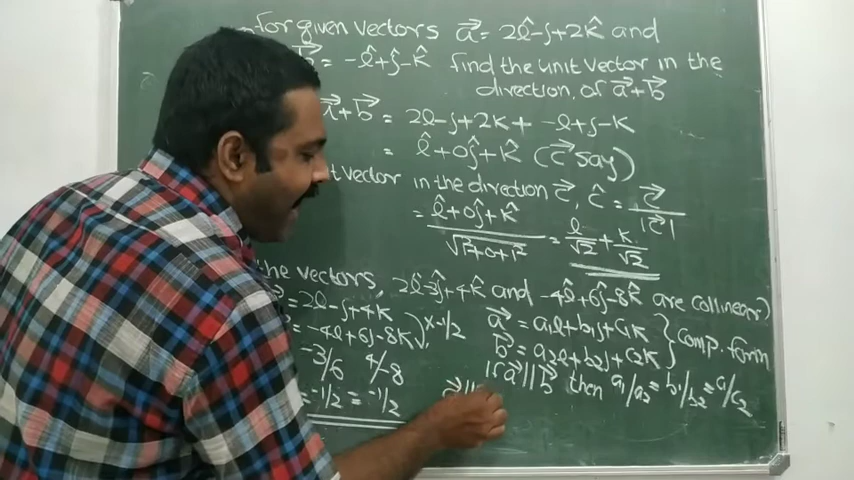 For given vectors a⃗ = 2î-j+2k̂ and
= -î+ĵ-k̂ find the unit vector in the
direction, of a⃗+b⃗
+b⃗ = 2î-j+2k + -î+j-k
= î+0ĵ+k̂ (c⃗ say)
vector in the direction c⃗, ĉ = c⃗/|c⃗|
= î+0ĵ+k̂/√1²+0+1² = î/√2 + k/√2
the vectors, 2î-3ĵ+4k̂ and -4î+6ĵ-8k̂ are collinear)
= 2î-j+4k
= -4î+6j-8k), x-1/2
-3/6 4/-8
= -1/2 = -1/2
a⃗ = a₁î+b₁j+c₁k
b⃗ = a₂î+b₂j+c₂k } comp. form
If a⃗ || b⃗ then a₁/a₂ = b₁/b₂ = c₁/c₂